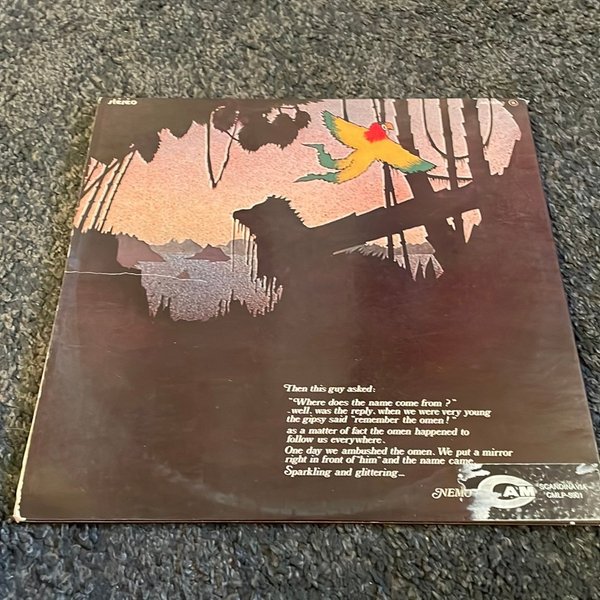 stéréo
Then this guy asked:
"Where does the name come from?"
-well, was the reply, when we were very young
the gipsy said "remember the omen!"
as a matter of fact the omen happened to
follow us everywhere.
One day we ambushed the omen. We put a mirror
right in front of "him" and the name came.
Sparkling and glittering...
NEMO
CAM
SCANDINAVIA
CMLP-5001